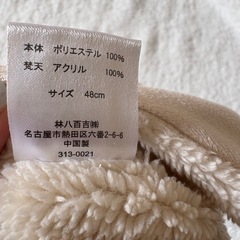 本体 ポリエステル 100%
梵天 アクリル 100%
サイズ 48cm
林八百吉㈱
名古屋市熱田区六番2-6-6
中国製
313-0021